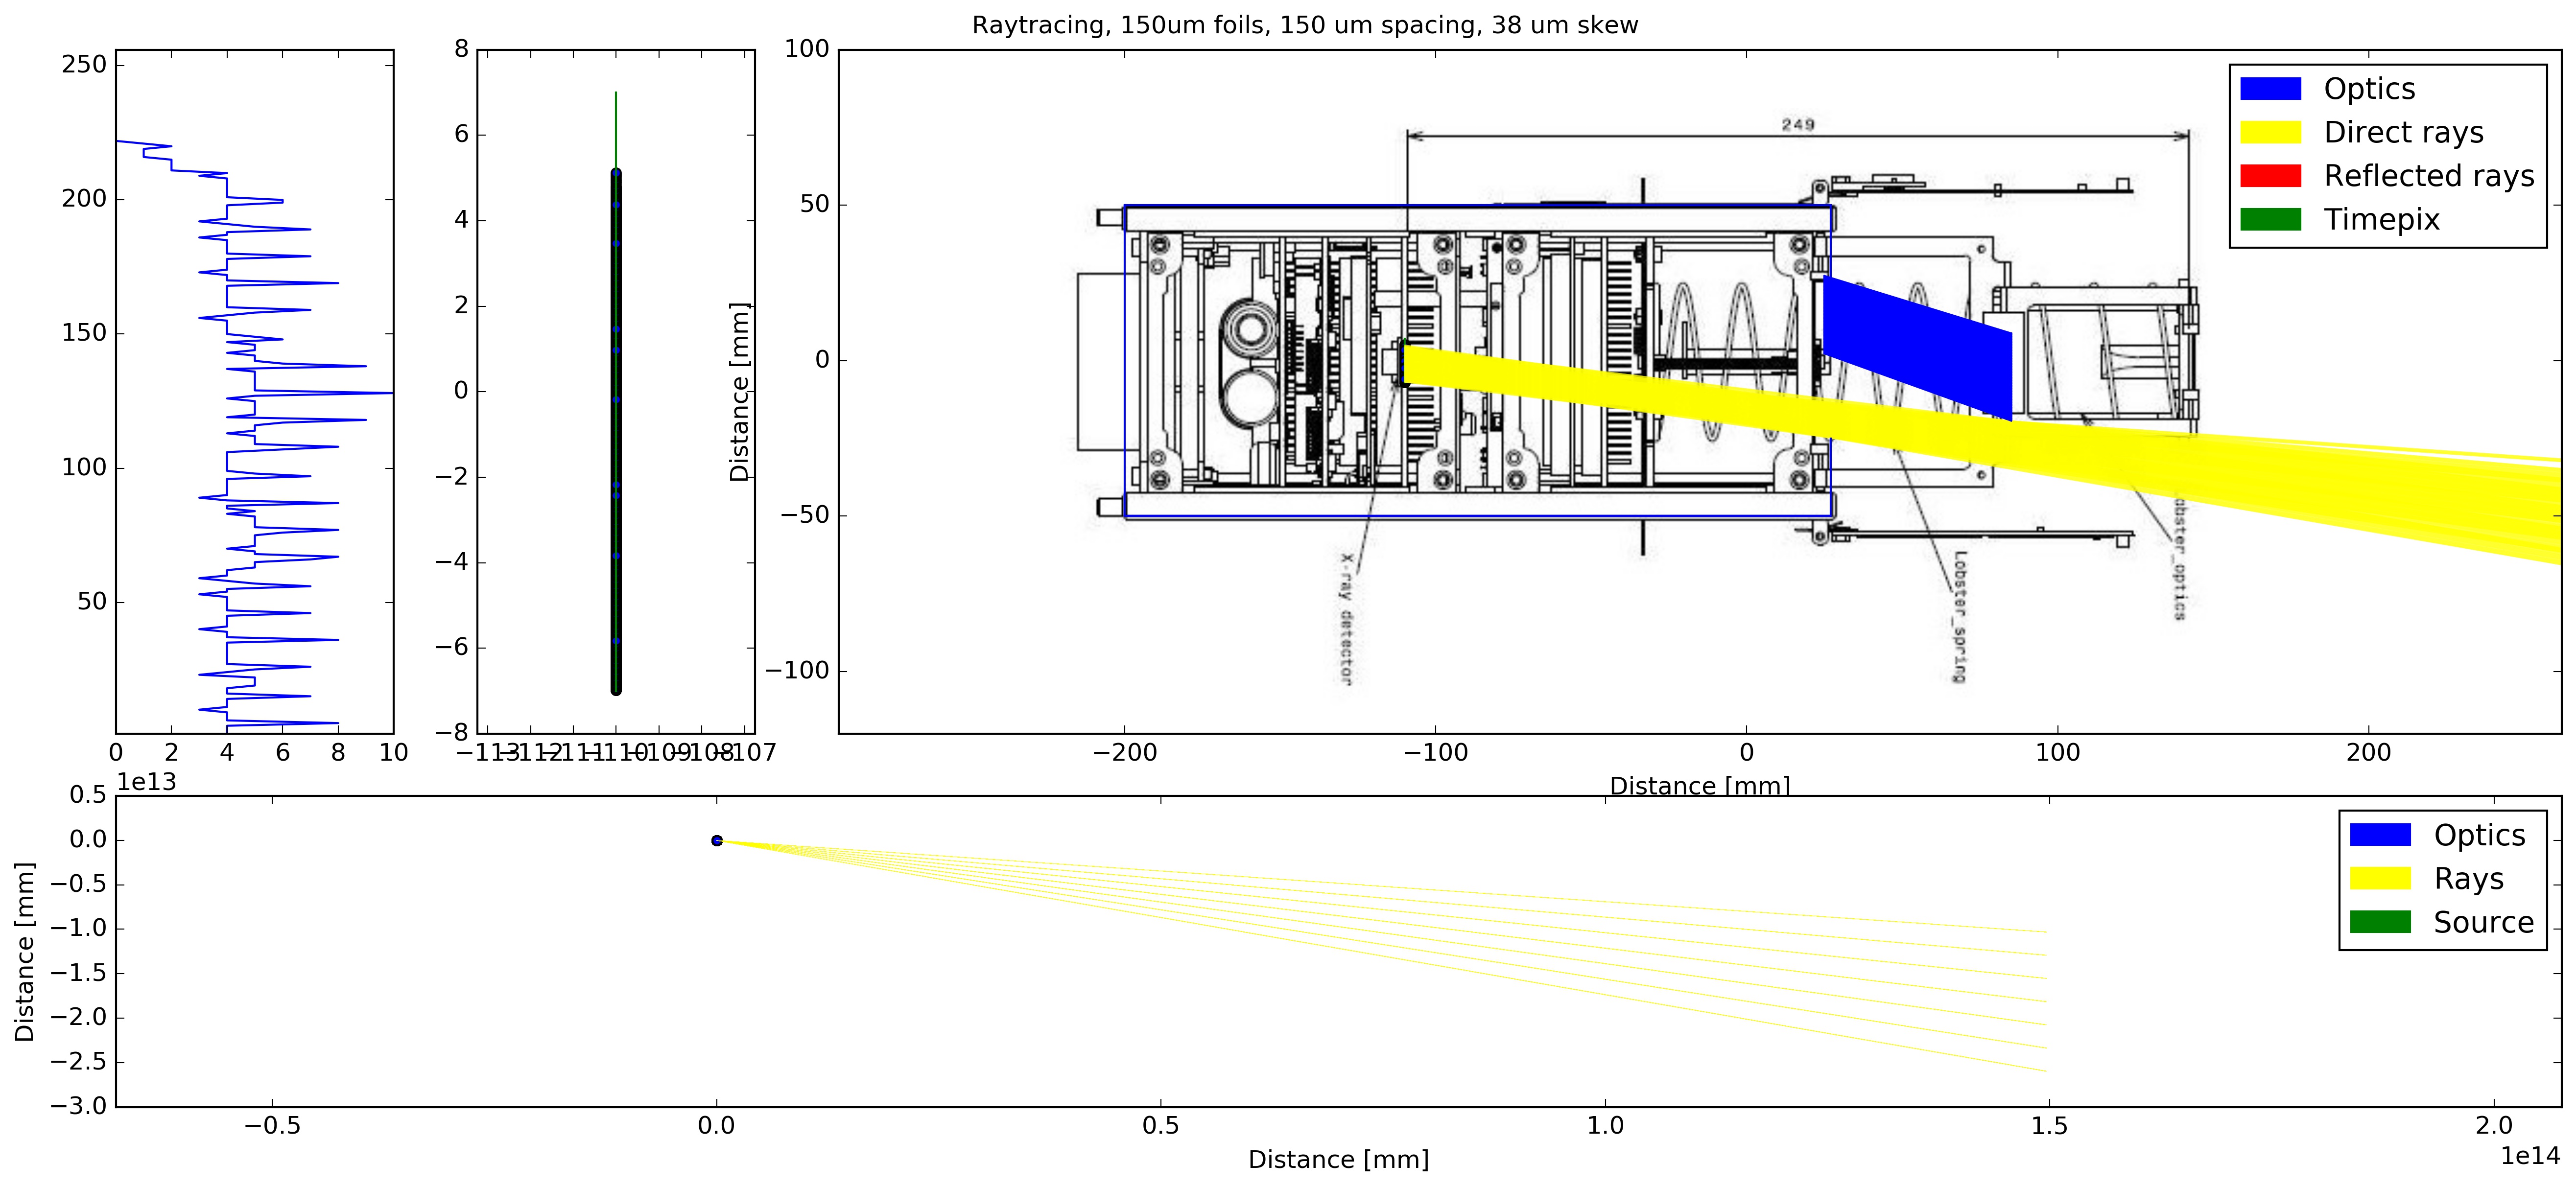 Raytracing, 150um foils, 150 um spacing, 38 um skew
250
200
150
100
50
0 2 4 6 8 10
8
6
4
2
0
−2
−4
−6
−8
−113 −112 −111 −110 −109 −108 −107
Distance [mm]
100
50
0
−50
−100
−200 −100 0 100 200
Distance [mm]
249
X-ray detector
Lobster_spring
obster_optics
Optics
Direct rays
Reflected rays
Timepix
1e13
0.5
0.0
−0.5
−1.0
−1.5
−2.0
−2.5
−3.0
Distance [mm]
−0.5 0.0 0.5 1.0 1.5 2.0
1e14
Distance [mm]
Optics
Rays
Source